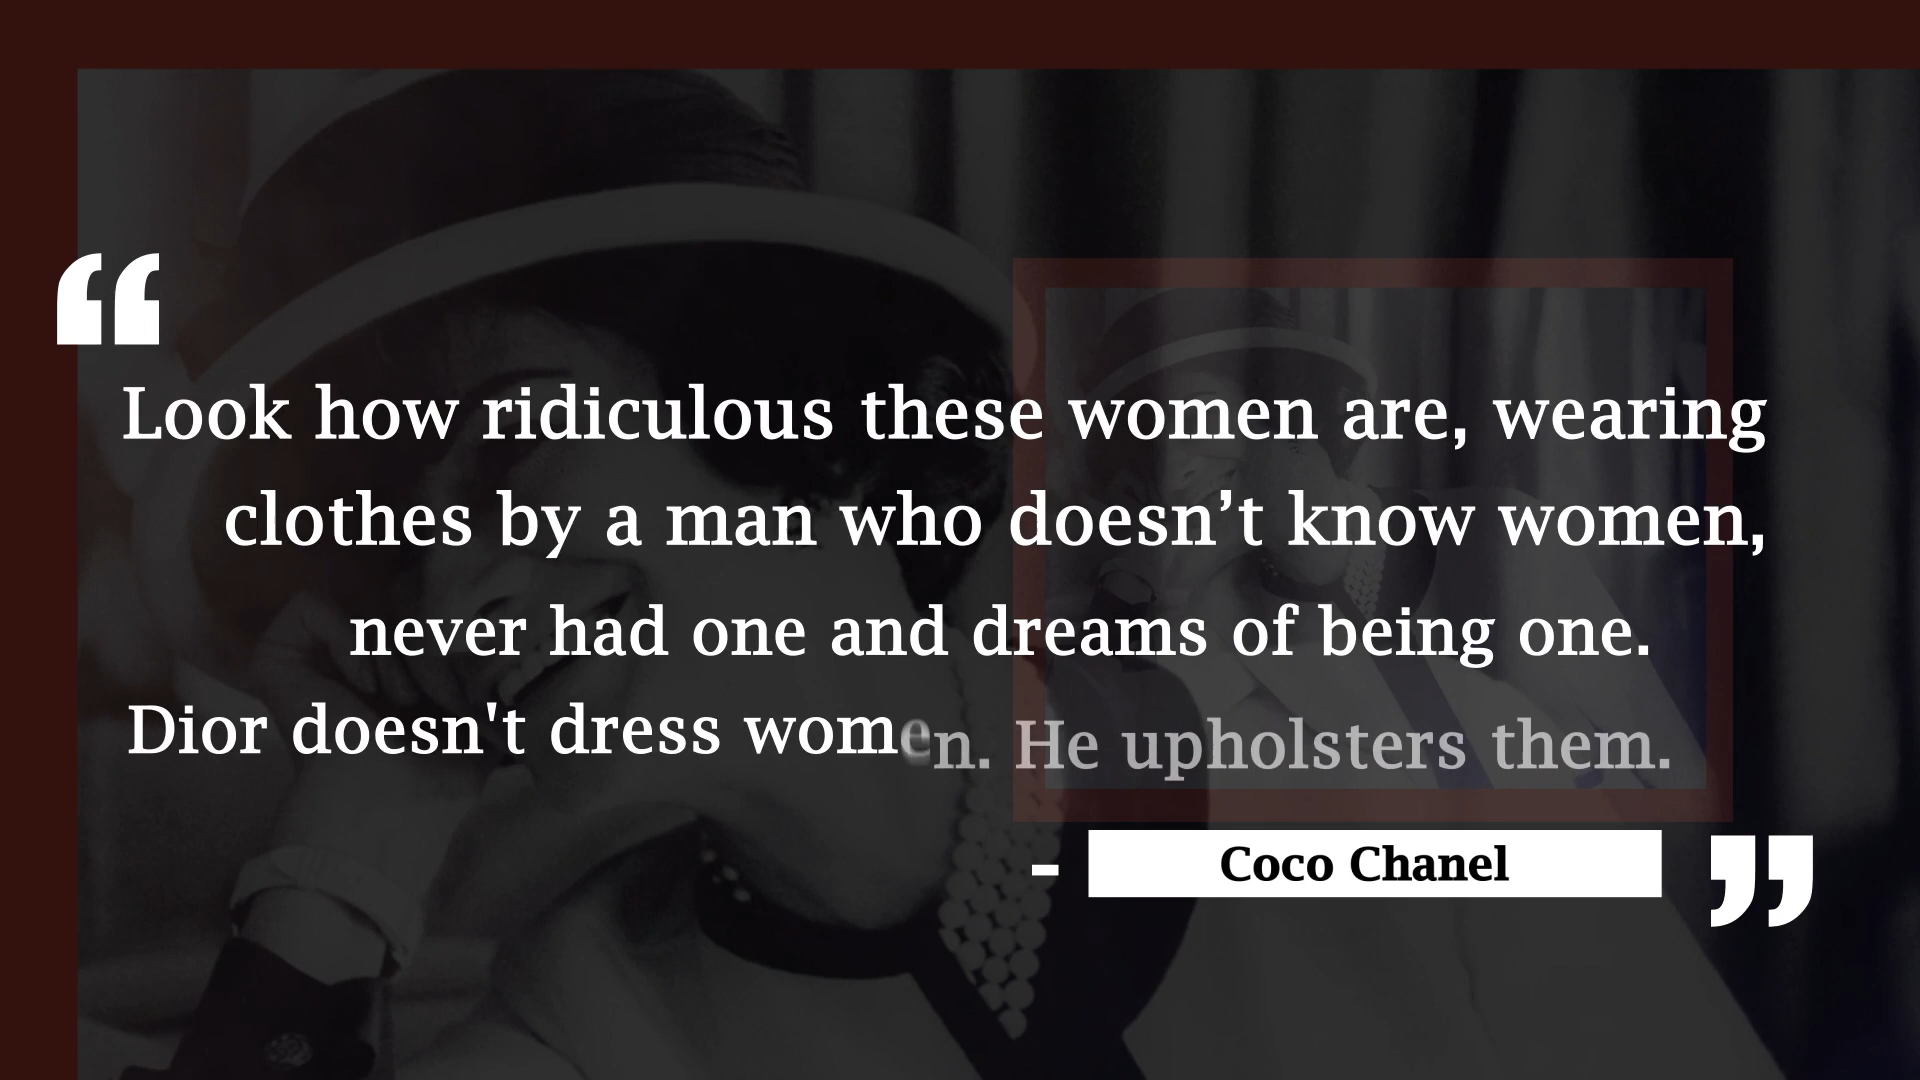 “
Look how ridiculous these women are, wearing
clothes by a man who doesn’t know women,
never had one and dreams of being one.
Dior doesn't dress women. He upholsters them.
- Coco Chanel ”